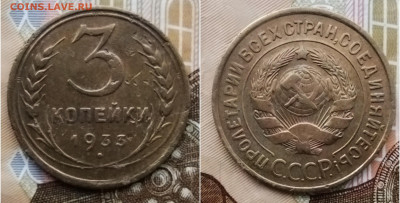 COINS.LAVE.RU
3
КОПЕЙКИ
1933
ПРОЛЕТАРИИ ВСЕХ СТРАН, СОЕДИНЯЙТЕСЬ!
СССР